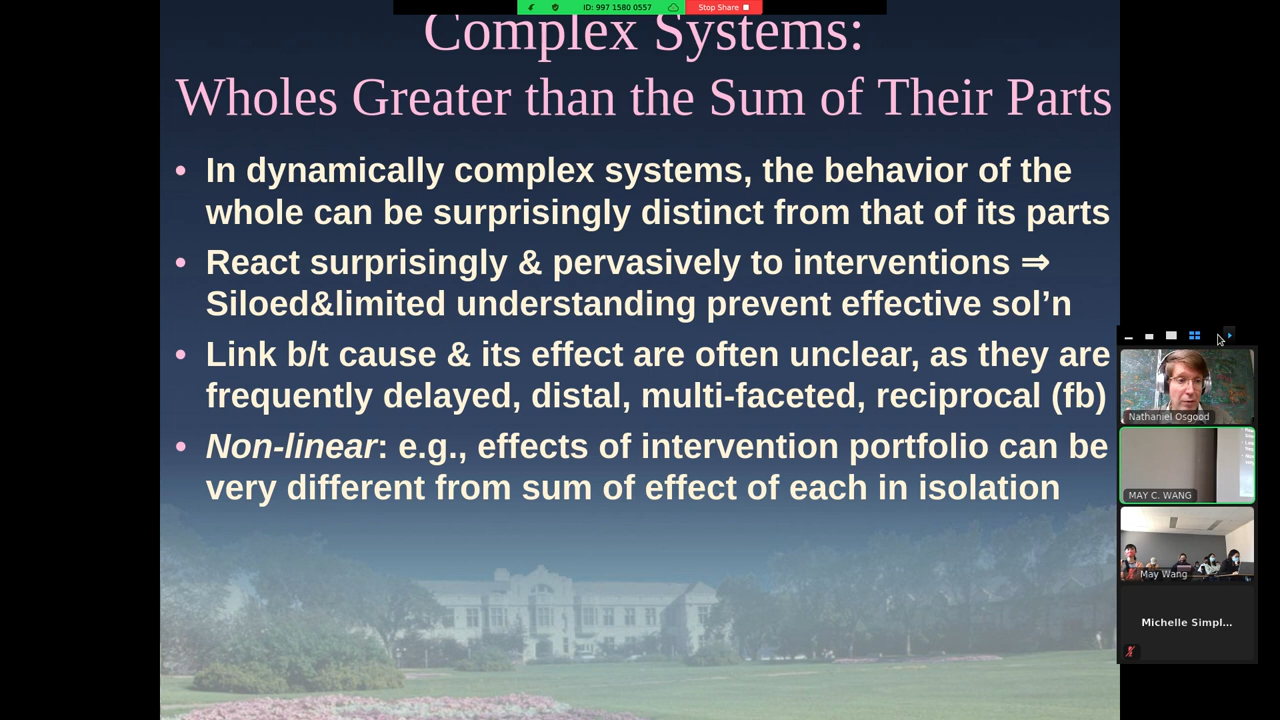 ID: 997 1580 0557
Stop Share
Complex Systems:
Wholes Greater than the Sum of Their Parts
• In dynamically complex systems, the behavior of the
whole can be surprisingly distinct from that of its parts
• React surprisingly & pervasively to interventions ⇒
Siloed&limited understanding prevent effective sol’n
• Link b/t cause & its effect are often unclear, as they are
frequently delayed, distal, multi-faceted, reciprocal (fb)
• Non-linear: e.g., effects of intervention portfolio can be
very different from sum of effect of each in isolation
Nathaniel Osgood
MAY C. WANG
May Wang
Michelle Simpl...